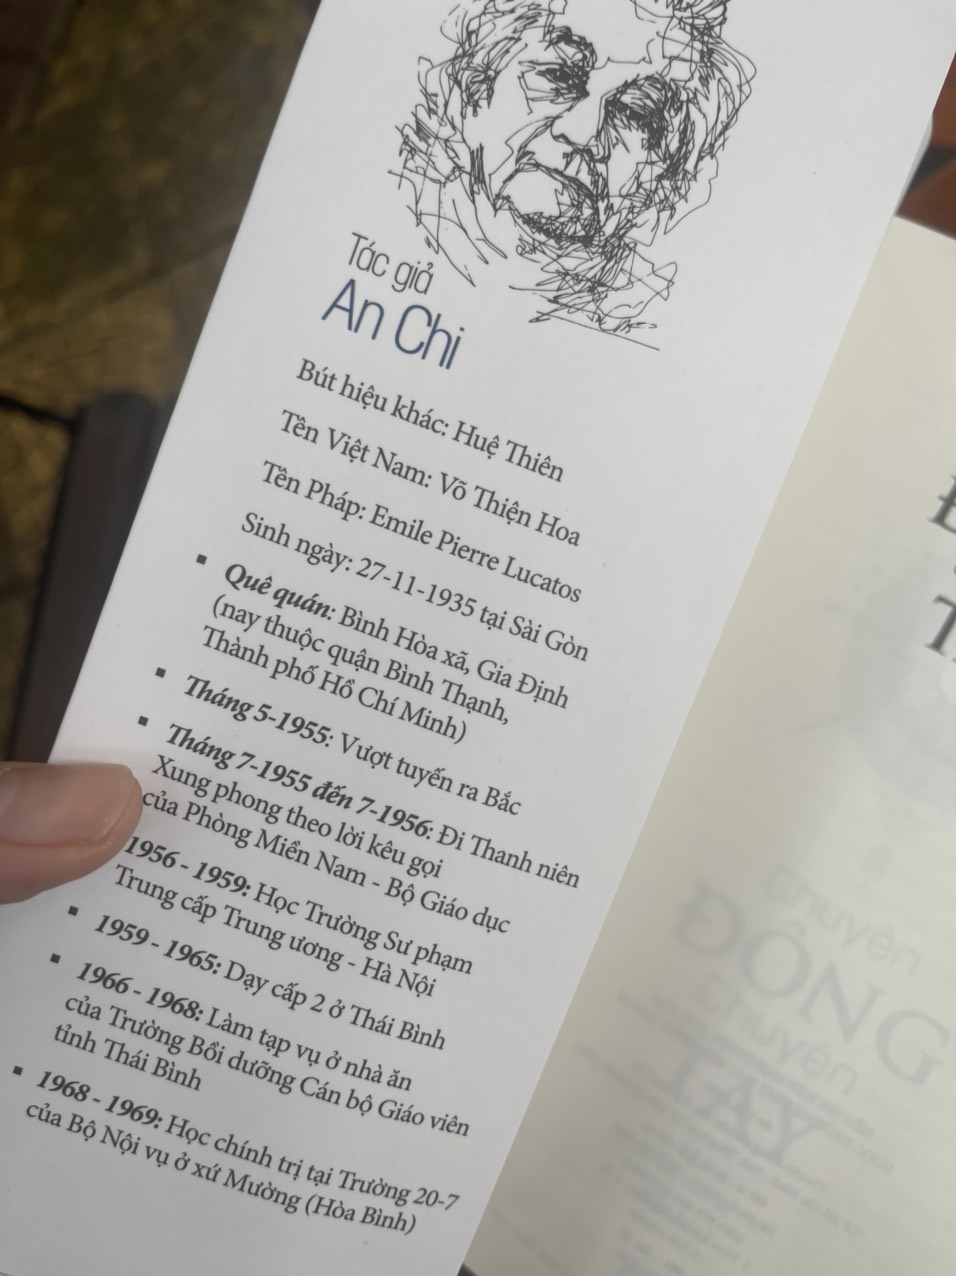 Tác giả
An Chi
Bút hiệu khác: Huệ Thiên
Tên Việt Nam: Võ Thiện Hoa
Tên Pháp: Emile Pierre Lucatos
Sinh ngày: 27-11-1935 tại Sài Gòn
▪ Quê quán: Bình Hòa xã, Gia Định
(nay thuộc quận Bình Thạnh,
Thành phố Hồ Chí Minh)
▪ Tháng 5-1955: Vượt tuyến ra Bắc
▪ Tháng 7-1955 đến 7-1956: Đi Thanh niên
Xung phong theo lời kêu gọi
của Phòng Miền Nam - Bộ Giáo dục
1956 - 1959: Học Trường Sư phạm
Trung cấp Trung ương - Hà Nội
▪ 1959 - 1965: Dạy cấp 2 ở Thái Bình
▪ 1966 - 1968: Làm tạp vụ ở nhà ăn
của Trường Bồi dưỡng Cán bộ Giáo viên
tỉnh Thái Bình
▪ 1968 - 1969: Học chính trị tại Trường 20-7
của Bộ Nội vụ ở xứ Mường (Hòa Bình)
chuyện
ĐÔNG
chuyện
TÂY